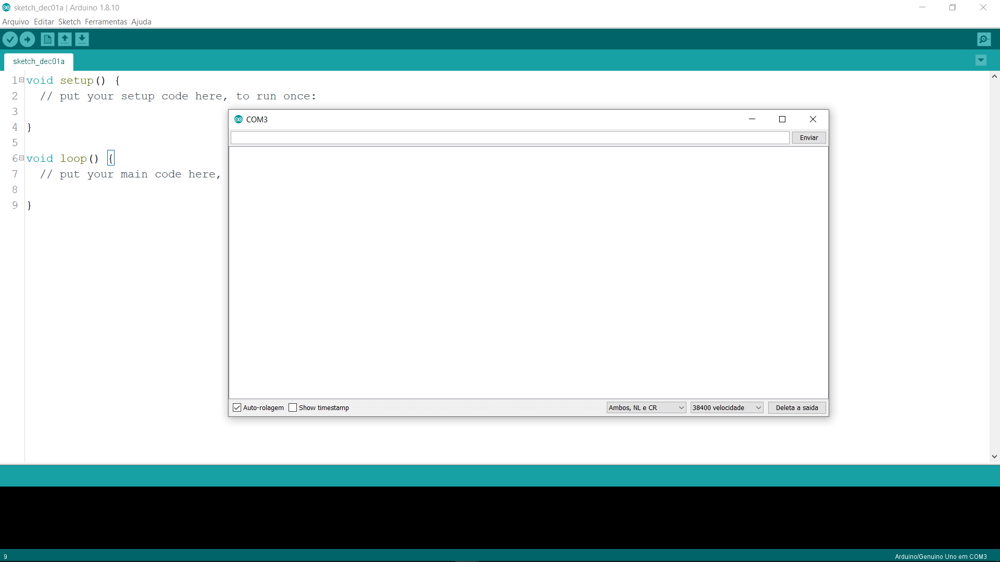 sketch_dec01a | Arduino 1.8.10
Arquivo Editar Sketch Ferramentas Ajuda
sketch_dec01a
1 void setup() {
2 // put your setup code here, to run once:
3
4 }
5
6 void loop() {
7 // put your main code here,
8
9 }
COM3
Enviar
Auto-rolagem Show timestamp Ambos, NL e CR 38400 velocidade Deleta a saida
9 Arduino/Genuino Uno em COM3